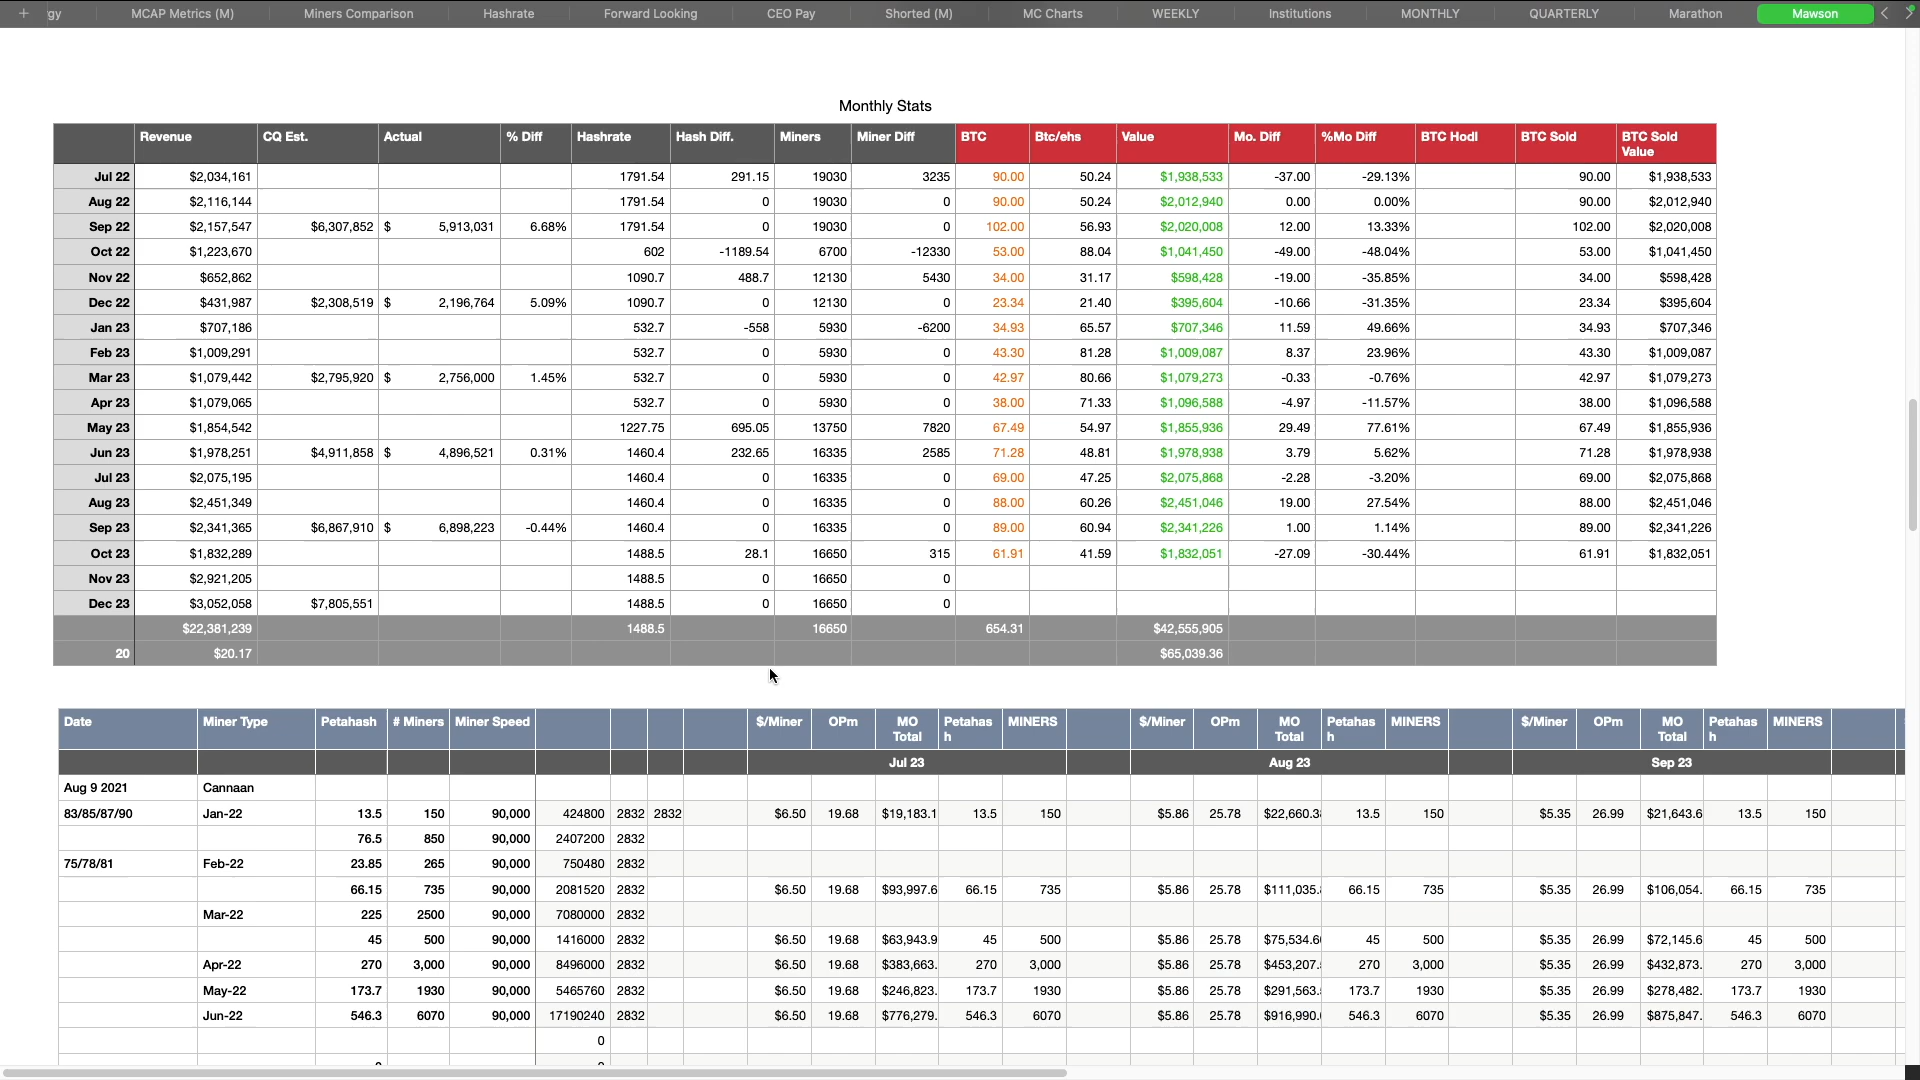 + gy MCAP Metrics (M) Miners Comparison Hashrate Forward Looking CEO Pay Shorted (M) MC Charts WEEKLY Institutions MONTHLY QUARTERLY Marathon Mawson
Monthly Stats
Revenue CQ Est. Actual % Diff Hashrate Hash Diff. Miners Miner Diff BTC Btc/ehs Value Mo. Diff %Mo Diff BTC Hodl BTC Sold BTC Sold Value
Jul 22 $2,034,161 1791.54 291.15 19030 3235 90.00 50.24 $1,938,533 -37.00 -29.13% 90.00 $1,938,533
Aug 22 $2,116,144 1791.54 0 19030 0 90.00 50.24 $2,012,940 0.00 0.00% 90.00 $2,012,940
Sep 22 $2,157,547 $6,307,852 $ 5,913,031 6.68% 1791.54 0 19030 0 102.00 56.93 $2,020,008 12.00 13.33% 102.00 $2,020,008
Oct 22 $1,223,670 602 -1189.54 6700 -12330 53.00 88.04 $1,041,450 -49.00 -48.04% 53.00 $1,041,450
Nov 22 $652,862 1090.7 488.7 12130 5430 34.00 31.17 $598,428 -19.00 -35.85% 34.00 $598,428
Dec 22 $431,987 $2,308,519 $ 2,196,764 5.09% 1090.7 0 12130 0 23.34 21.40 $395,604 -10.66 -31.35% 23.34 $395,604
Jan 23 $707,186 532.7 -558 5930 -6200 34.93 65.57 $707,346 11.59 49.66% 34.93 $707,346
Feb 23 $1,009,291 532.7 0 5930 0 43.30 81.28 $1,009,087 8.37 23.96% 43.30 $1,009,087
Mar 23 $1,079,442 $2,795,920 $ 2,756,000 1.45% 532.7 0 5930 0 42.97 80.66 $1,079,273 -0.33 -0.76% 42.97 $1,079,273
Apr 23 $1,079,065 532.7 0 5930 0 38.00 71.33 $1,096,588 -4.97 -11.57% 38.00 $1,096,588
May 23 $1,854,542 1227.75 695.05 13750 7820 67.49 54.97 $1,855,936 29.49 77.61% 67.49 $1,855,936
Jun 23 $1,978,251 $4,911,858 $ 4,896,521 0.31% 1460.4 232.65 16335 2585 71.28 48.81 $1,978,938 3.79 5.62% 71.28 $1,978,938
Jul 23 $2,075,195 1460.4 0 16335 0 69.00 47.25 $2,075,868 -2.28 -3.20% 69.00 $2,075,868
Aug 23 $2,451,349 1460.4 0 16335 0 88.00 60.26 $2,451,046 19.00 27.54% 88.00 $2,451,046
Sep 23 $2,341,365 $6,867,910 $ 6,898,223 -0.44% 1460.4 0 16335 0 89.00 60.94 $2,341,226 1.00 1.14% 89.00 $2,341,226
Oct 23 $1,832,289 1488.5 28.1 16650 315 61.91 41.59 $1,832,051 -27.09 -30.44% 61.91 $1,832,051
Nov 23 $2,921,205 1488.5 0 16650 0
Dec 23 $3,052,058 $7,805,551 1488.5 0 16650 0
$22,381,239 1488.5 16650 654.31 $42,555,905
20 $20.17 $65,039.36
Date Miner Type Petahash # Miners Miner Speed $/Miner OPm MO Total Petahash MINERS $/Miner OPm MO Total Petahash MINERS $/Miner OPm MO Total Petahash MINERS
Jul 23 Aug 23 Sep 23
Aug 9 2021 Cannaan
83/85/87/90 Jan-22 13.5 150 90,000 424800 2832 2832 $6.50 19.68 $19,183.1 13.5 150 $5.86 25.78 $22,660.3 13.5 150 $5.35 26.99 $21,643.6 13.5 150
76.5 850 90,000 2407200 2832
75/78/81 Feb-22 23.85 265 90,000 750480 2832
66.15 735 90,000 2081520 2832 $6.50 19.68 $93,997.6 66.15 735 $5.86 25.78 $111,035. 66.15 735 $5.35 26.99 $106,054. 66.15 735
Mar-22 225 2500 90,000 7080000 2832
45 500 90,000 1416000 2832 $6.50 19.68 $63,943.9 45 500 $5.86 25.78 $75,534.6 45 500 $5.35 26.99 $72,145.6 45 500
Apr-22 270 3,000 90,000 8496000 2832 $6.50 19.68 $383,663. 270 3,000 $5.86 25.78 $453,207. 270 3,000 $5.35 26.99 $432,873. 270 3,000
May-22 173.7 1930 90,000 5465760 2832 $6.50 19.68 $246,823. 173.7 1930 $5.86 25.78 $291,563. 173.7 1930 $5.35 26.99 $278,482. 173.7 1930
Jun-22 546.3 6070 90,000 17190240 2832 $6.50 19.68 $776,279. 546.3 6070 $5.86 25.78 $916,990. 546.3 6070 $5.35 26.99 $875,847. 546.3 6070
0